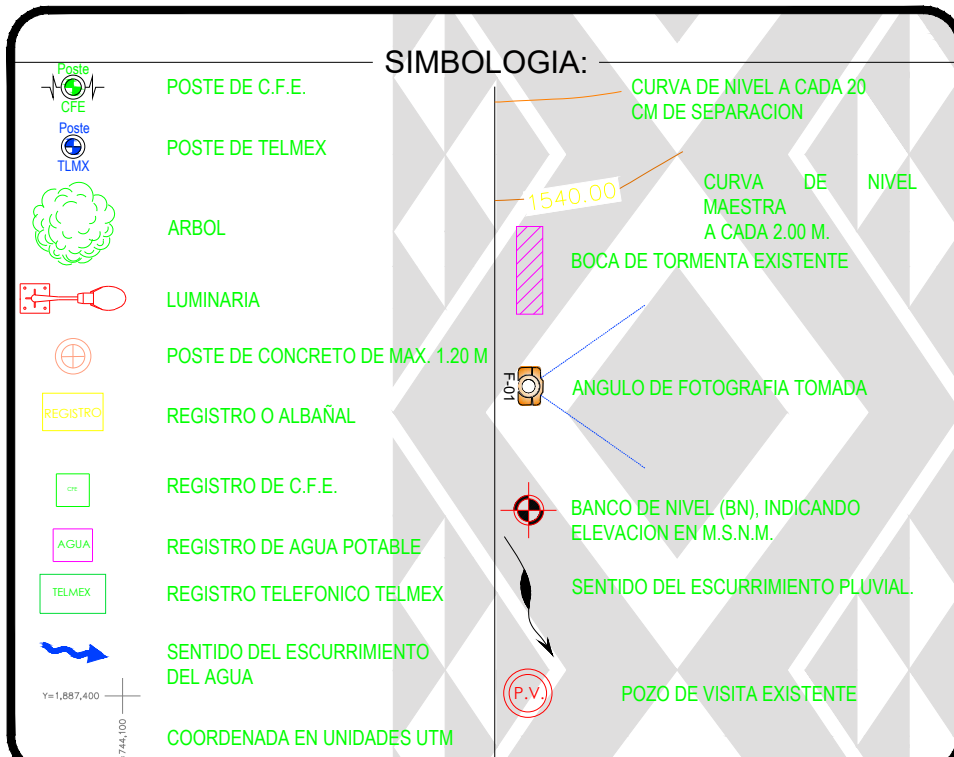 SIMBOLOGIA:
Poste
CFE
POSTE DE C.F.E.
Poste
TLMX
POSTE DE TELMEX
ARBOL
LUMINARIA
POSTE DE CONCRETO DE MAX. 1.20 M
REGISTRO
REGISTRO O ALBAÑAL
CFE
REGISTRO DE C.F.E.
AGUA
REGISTRO DE AGUA POTABLE
TELMEX
REGISTRO TELEFONICO TELMEX
SENTIDO DEL ESCURRIMIENTO
DEL AGUA
Y=1,887,400
744,100
COORDENADA EN UNIDADES UTM
CURVA DE NIVEL A CADA 20
CM DE SEPARACION
1540.00
CURVA DE NIVEL
MAESTRA
A CADA 2.00 M.
BOCA DE TORMENTA EXISTENTE
F-01
ANGULO DE FOTOGRAFIA TOMADA
BANCO DE NIVEL (BN), INDICANDO
ELEVACION EN M.S.N.M.
SENTIDO DEL ESCURRIMIENTO PLUVIAL.
P.V.
POZO DE VISITA EXISTENTE